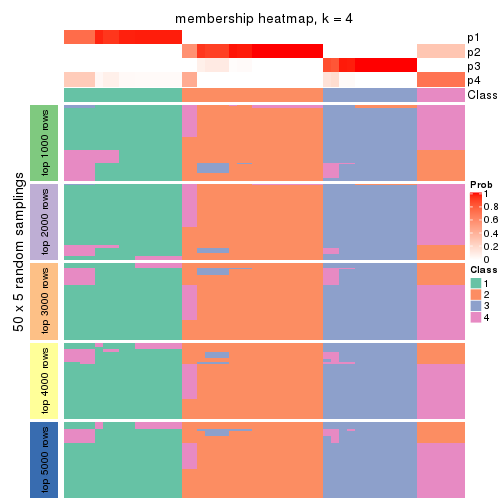 membership heatmap, k = 4
p1
p2
p3
p4
Class
50 x 5 random samplings
top 1000 rows
top 2000 rows
top 3000 rows
top 4000 rows
top 5000 rows
Prob
1
0.8
0.6
0.4
0.2
0
Class
1
2
3
4